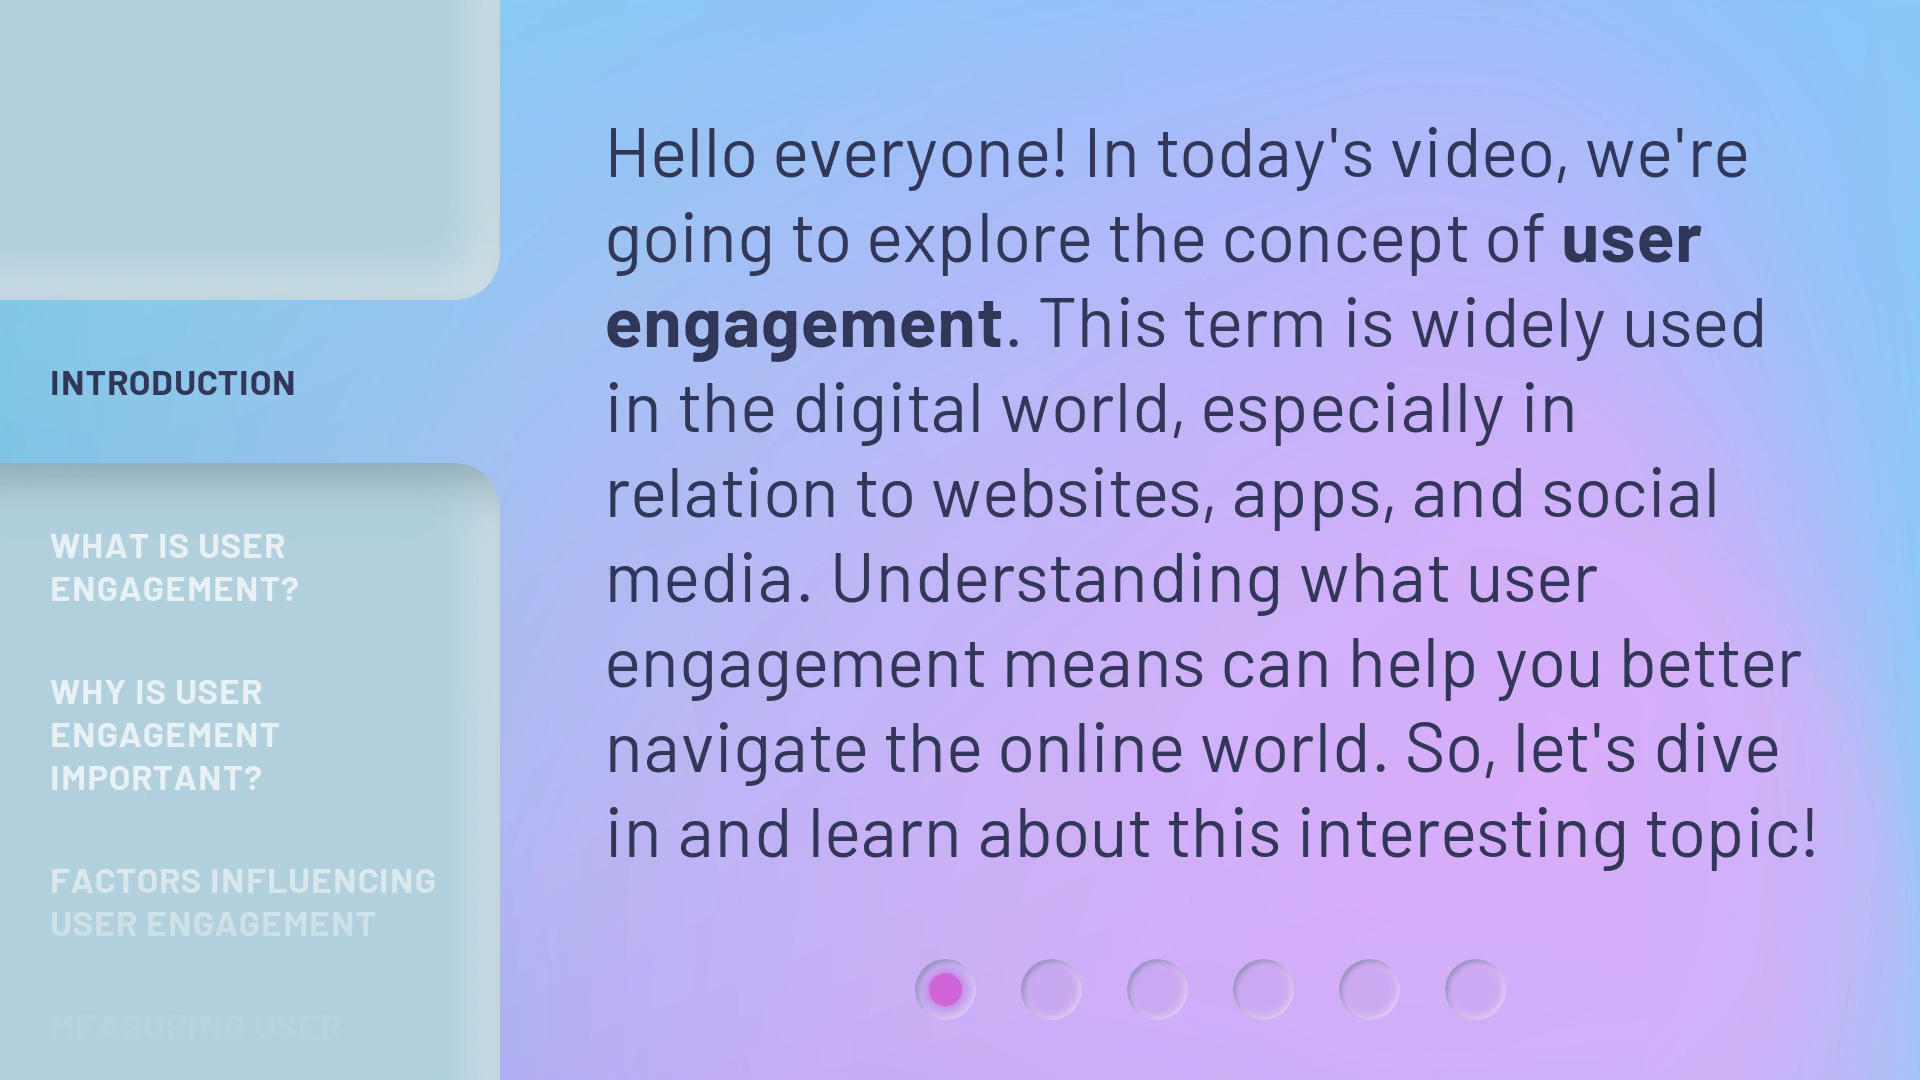 INTRODUCTION
WHAT IS USER
ENGAGEMENT?
WHY IS USER
ENGAGEMENT
IMPORTANT?
FACTORS INFLUENCING
USER ENGAGEMENT
MEASURING USER
Hello everyone! In today's video, we're
going to explore the concept of user
engagement. This term is widely used
in the digital world, especially in
relation to websites, apps, and social
media. Understanding what user
engagement means can help you better
navigate the online world. So, let's dive
in and learn about this interesting topic!